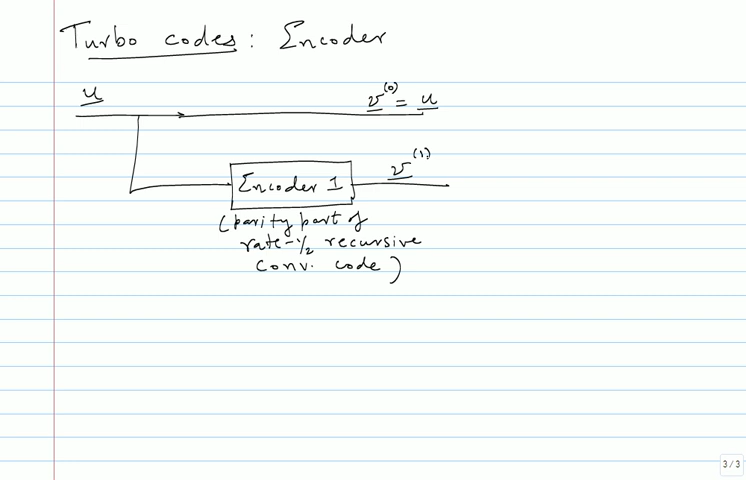 Turbo codes: Encoder
u
v(0) = u
v(1)
Encoder 1
(parity part of
rate-1/2 recursive
conv. code)
3 / 3